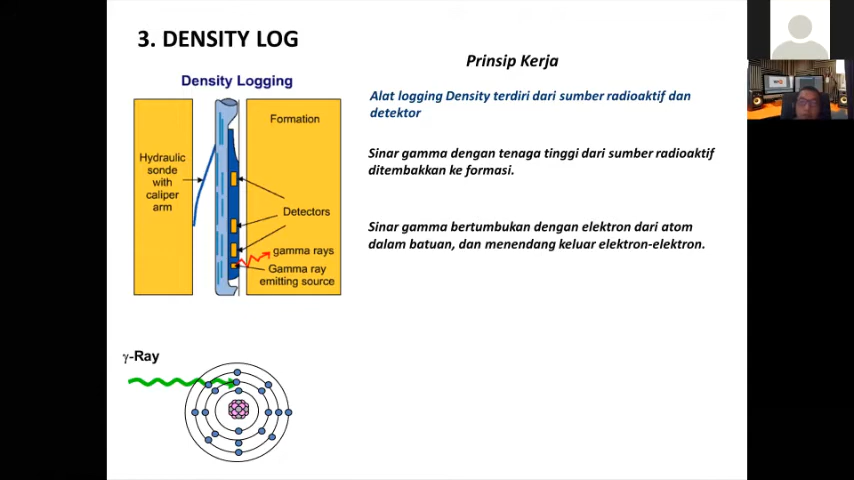 3. DENSITY LOG
Prinsip Kerja
Density Logging
Alat logging Density terdiri dari sumber radioaktif dan
detektor
Formation
Sinar gamma dengan tenaga tinggi dari sumber radioaktif
ditembakkan ke formasi.
Hydraulic
sonde
with
caliper
arm
Detectors
Sinar gamma bertumbukan dengan elektron dari atom
dalam batuan, dan menendang keluar elektron-elektron.
gamma rays
Gamma ray
emitting source
γ-Ray